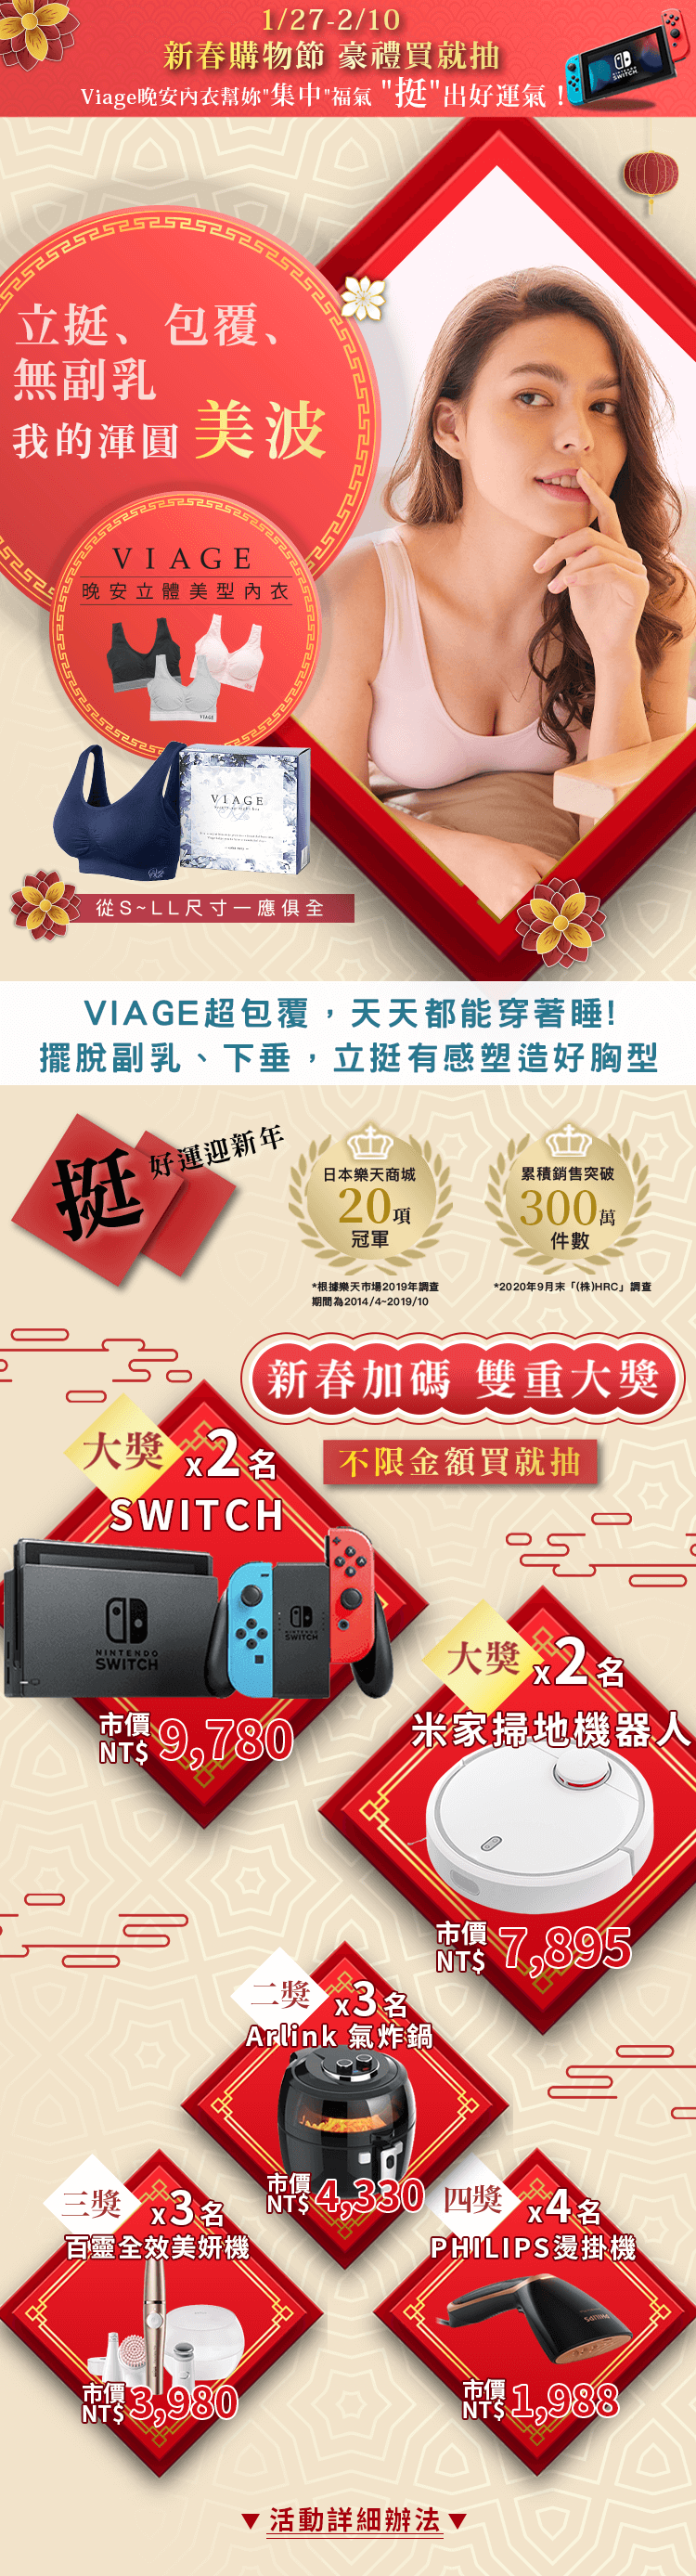 1/27-2/10
新春購物節 豪禮買就抽
Viage晚安內衣幫妳"集中"福氣 "挺"出好運氣！
NINTENDO
SWITCH
立挺、包覆、
無副乳
我的渾圓 美波
VIAGE
晚安立體美型內衣
VIAGE
VIAGE
從S~LL尺寸一應俱全
VIAGE超包覆，天天都能穿著睡!
擺脫副乳、下垂，立挺有感塑造好胸型
挺 好運迎新年
日本樂天商城
20項
冠軍
*根據樂天市場2019年調查
期間為2014/4~2019/10
累積銷售突破
300萬
件數
*2020年9月末「(株)HRC」調查
新春加碼 雙重大獎
不限金額買就抽
大獎 x2名
SWITCH
NINTENDO
SWITCH
NINTENDO
SWITCH
市價
NT$ 9,780
大獎 x2名
米家掃地機器人
市價
NT$ 7,895
二獎 x3名
Arlink 氣炸鍋
市價
NT$ 4,330
三獎 x3名
百靈全效美妍機
市價
NT$ 3,980
四獎 x4名
PHILIPS燙掛機
PHILIPS
市價
NT$ 1,988
▼ 活動詳細辦法 ▼